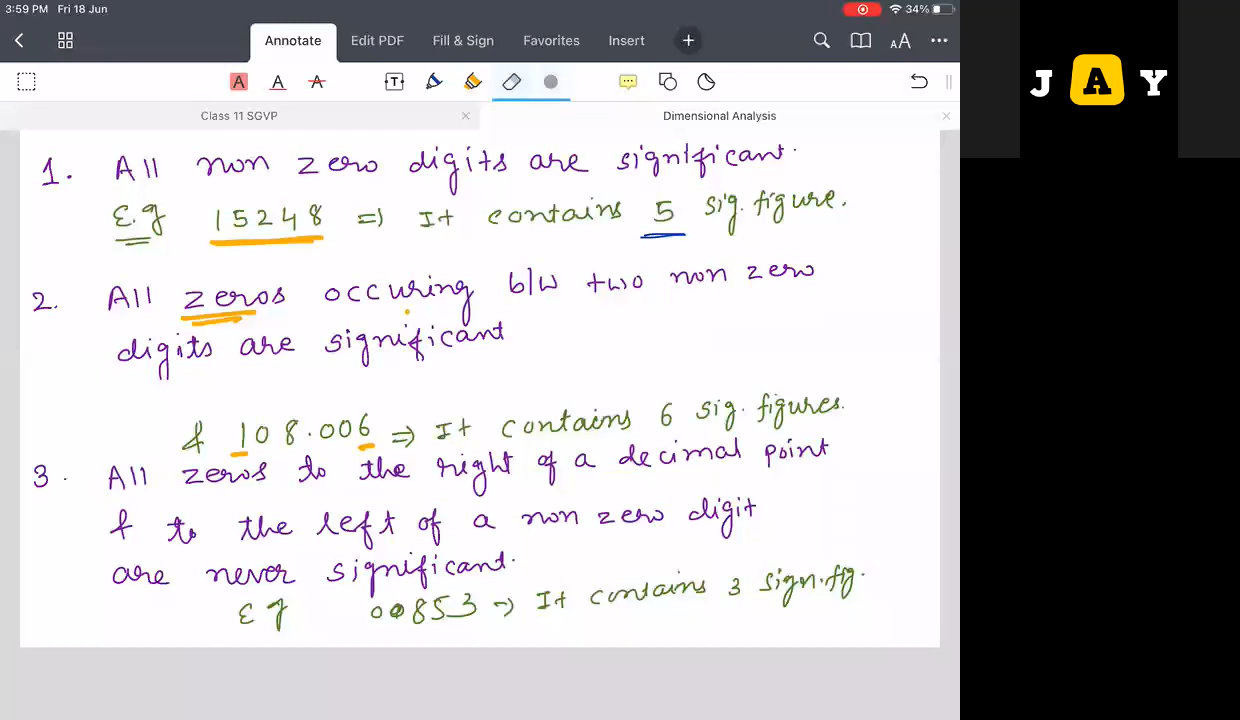 3:59 PM Fri 18 Jun
34%
Annotate Edit PDF Fill & Sign Favorites Insert
Class 11 SGVP
Dimensional Analysis
1. All non zero digits are significant.
E.g 15248 => It contains 5 sig. figure.
2. All zeros occuring b/w two non zero
digits are significant
108.006 => It contains 6 sig. figures.
3. All zeros to the right of a decimal point
& to the left of a non zero digit
are never significant.
Eg 00853 => It contains 3 sign. fig.
JAY